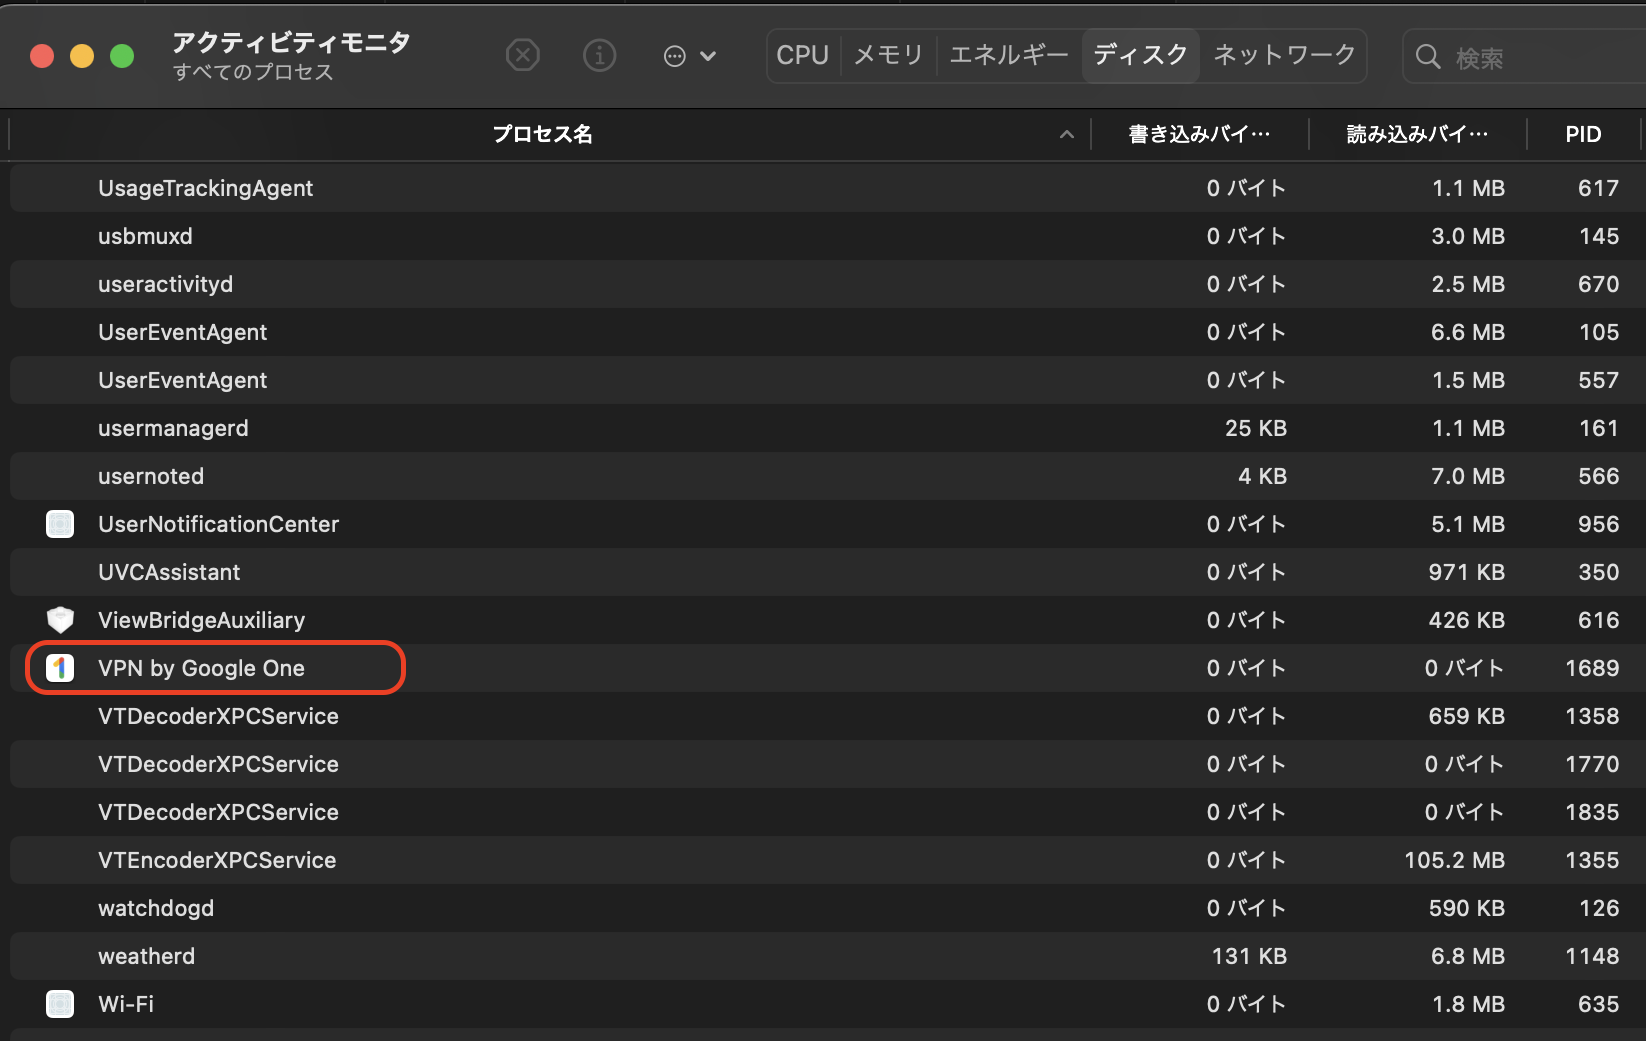 アクティビティモニタ
すべてのプロセス
CPU メモリ エネルギー ディスク ネットワーク 検索
プロセス名 書き込みバイ… 読み込みバイ… PID
UsageTrackingAgent 0 バイト 1.1 MB 617
usbmuxd 0 バイト 3.0 MB 145
useractivityd 0 バイト 2.5 MB 670
UserEventAgent 0 バイト 6.6 MB 105
UserEventAgent 0 バイト 1.5 MB 557
usermanagerd 25 KB 1.1 MB 161
usernoted 4 KB 7.0 MB 566
UserNotificationCenter 0 バイト 5.1 MB 956
UVCAssistant 0 バイト 971 KB 350
ViewBridgeAuxiliary 0 バイト 426 KB 616
VPN by Google One 0 バイト 0 バイト 1689
VTDecoderXPCService 0 バイト 659 KB 1358
VTDecoderXPCService 0 バイト 0 バイト 1770
VTDecoderXPCService 0 バイト 0 バイト 1835
VTEncoderXPCService 0 バイト 105.2 MB 1355
watchdogd 0 バイト 590 KB 126
weatherd 131 KB 6.8 MB 1148
Wi-Fi 0 バイト 1.8 MB 635